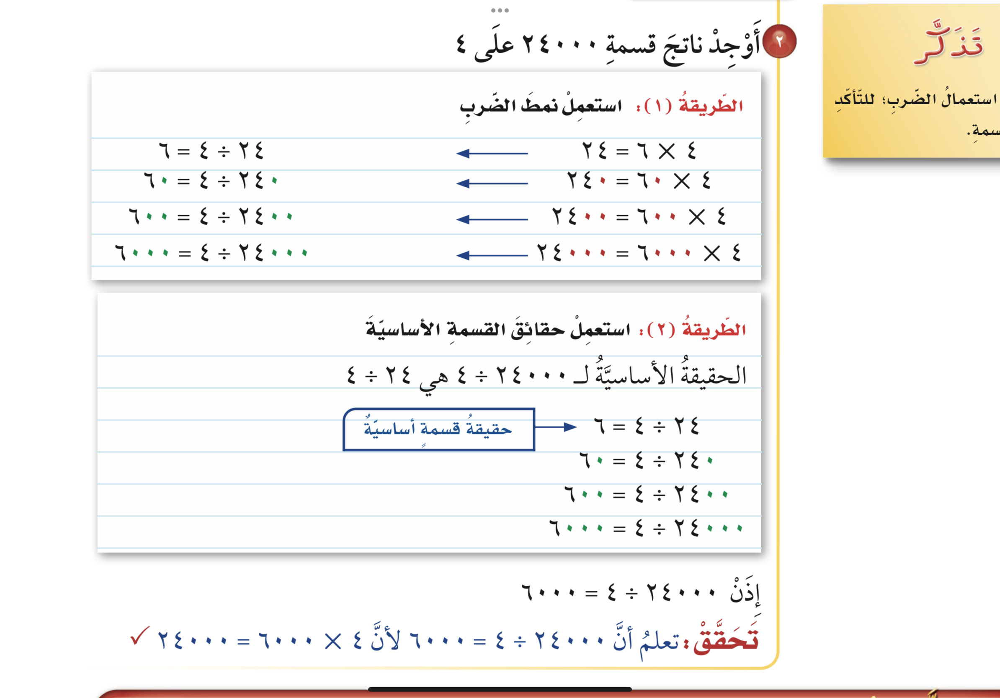 ٢ أَوْجِدْ ناتجَ قسمةِ ٢٤٠٠٠ علَى ٤
الطّريقةُ (١): استعمِلْ نمطَ الضّربِ
٤ × ٦ = ٢٤ ← ٢٤ ÷ ٤ = ٦
٤ × ٦٠ = ٢٤٠ ← ٢٤٠ ÷ ٤ = ٦٠
٤ × ٦٠٠ = ٢٤٠٠ ← ٢٤٠٠ ÷ ٤ = ٦٠٠
٤ × ٦٠٠٠ = ٢٤٠٠٠ ← ٢٤٠٠٠ ÷ ٤ = ٦٠٠٠
الطّريقةُ (٢): استعمِلْ حقائِقَ القسمةِ الأساسيّةَ
الحقيقةُ الأساسيَّةُ لـ ٢٤٠٠٠ ÷ ٤ هي ٢٤ ÷ ٤
٢٤ ÷ ٤ = ٦ حقيقةُ قسمةٍ أساسيّةٌ
٢٤٠ ÷ ٤ = ٦٠
٢٤٠٠ ÷ ٤ = ٦٠٠
٢٤٠٠٠ ÷ ٤ = ٦٠٠٠
إِذَنْ ٢٤٠٠٠ ÷ ٤ = ٦٠٠٠
تَحَقَّقْ: تعلمُ أنَّ ٢٤٠٠٠ ÷ ٤ = ٦٠٠٠ لأنَّ ٤ × ٦٠٠٠ = ٢٤٠٠٠ ✓
تَذَكَّر
استعمالُ الضّربِ؛ للتّأكّدِ